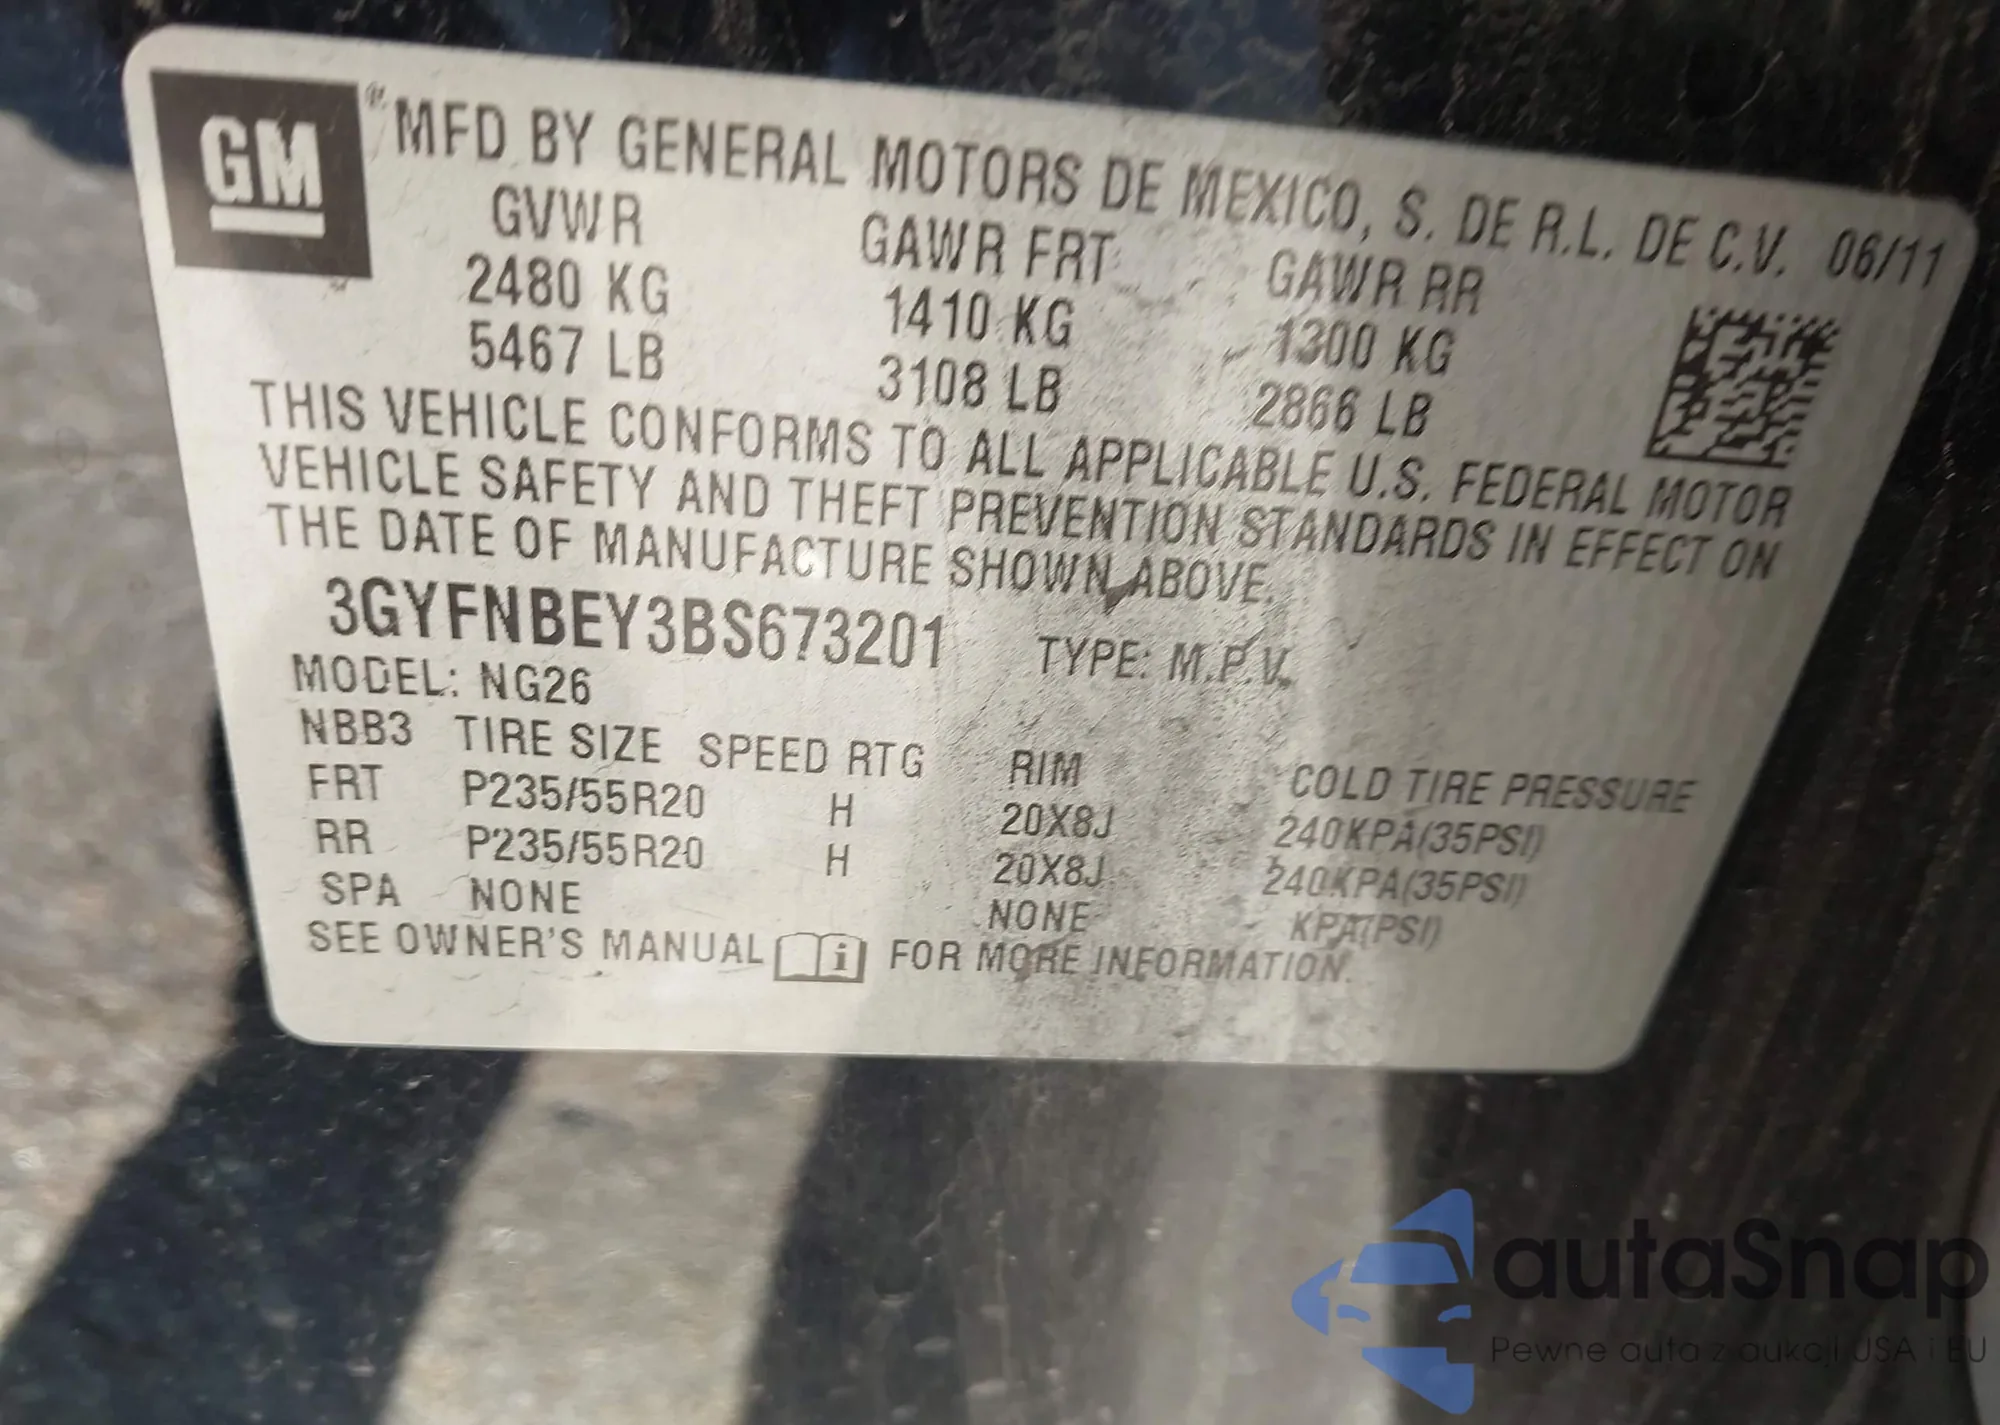 GM® MFD BY GENERAL MOTORS DE MEXICO, S. DE R.L. DE C.V. 06/11
GVWR GAWR FRT GAWR RR
2480 KG 1410 KG 1300 KG
5467 LB 3108 LB 2866 LB
THIS VEHICLE CONFORMS TO ALL APPLICABLE U.S. FEDERAL MOTOR
VEHICLE SAFETY AND THEFT PREVENTION STANDARDS IN EFFECT ON
THE DATE OF MANUFACTURE SHOWN ABOVE.
3GYFNBEY3BS673201 TYPE: M.P.V.
MODEL: NG26
NBB3 TIRE SIZE SPEED RTG RIM COLD TIRE PRESSURE
FRT P235/55R20 H 20X8J 240KPA(35PSI)
RR P235/55R20 H 20X8J 240KPA(35PSI)
SPA NONE NONE KPA(PSI)
SEE OWNER'S MANUAL i FOR MORE INFORMATION.
autaSnap
Pewne auta z aukcji USA i EU